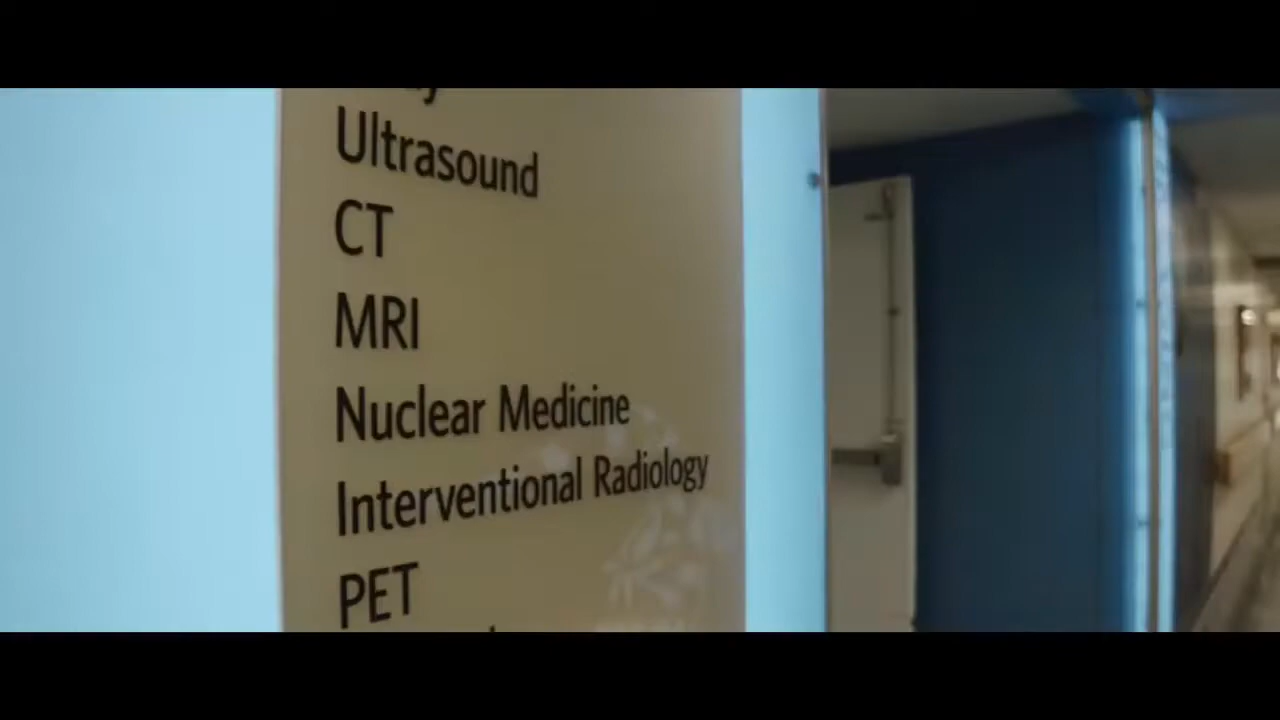 Ultrasound
CT
MRI
Nuclear Medicine
Interventional Radiology
PET